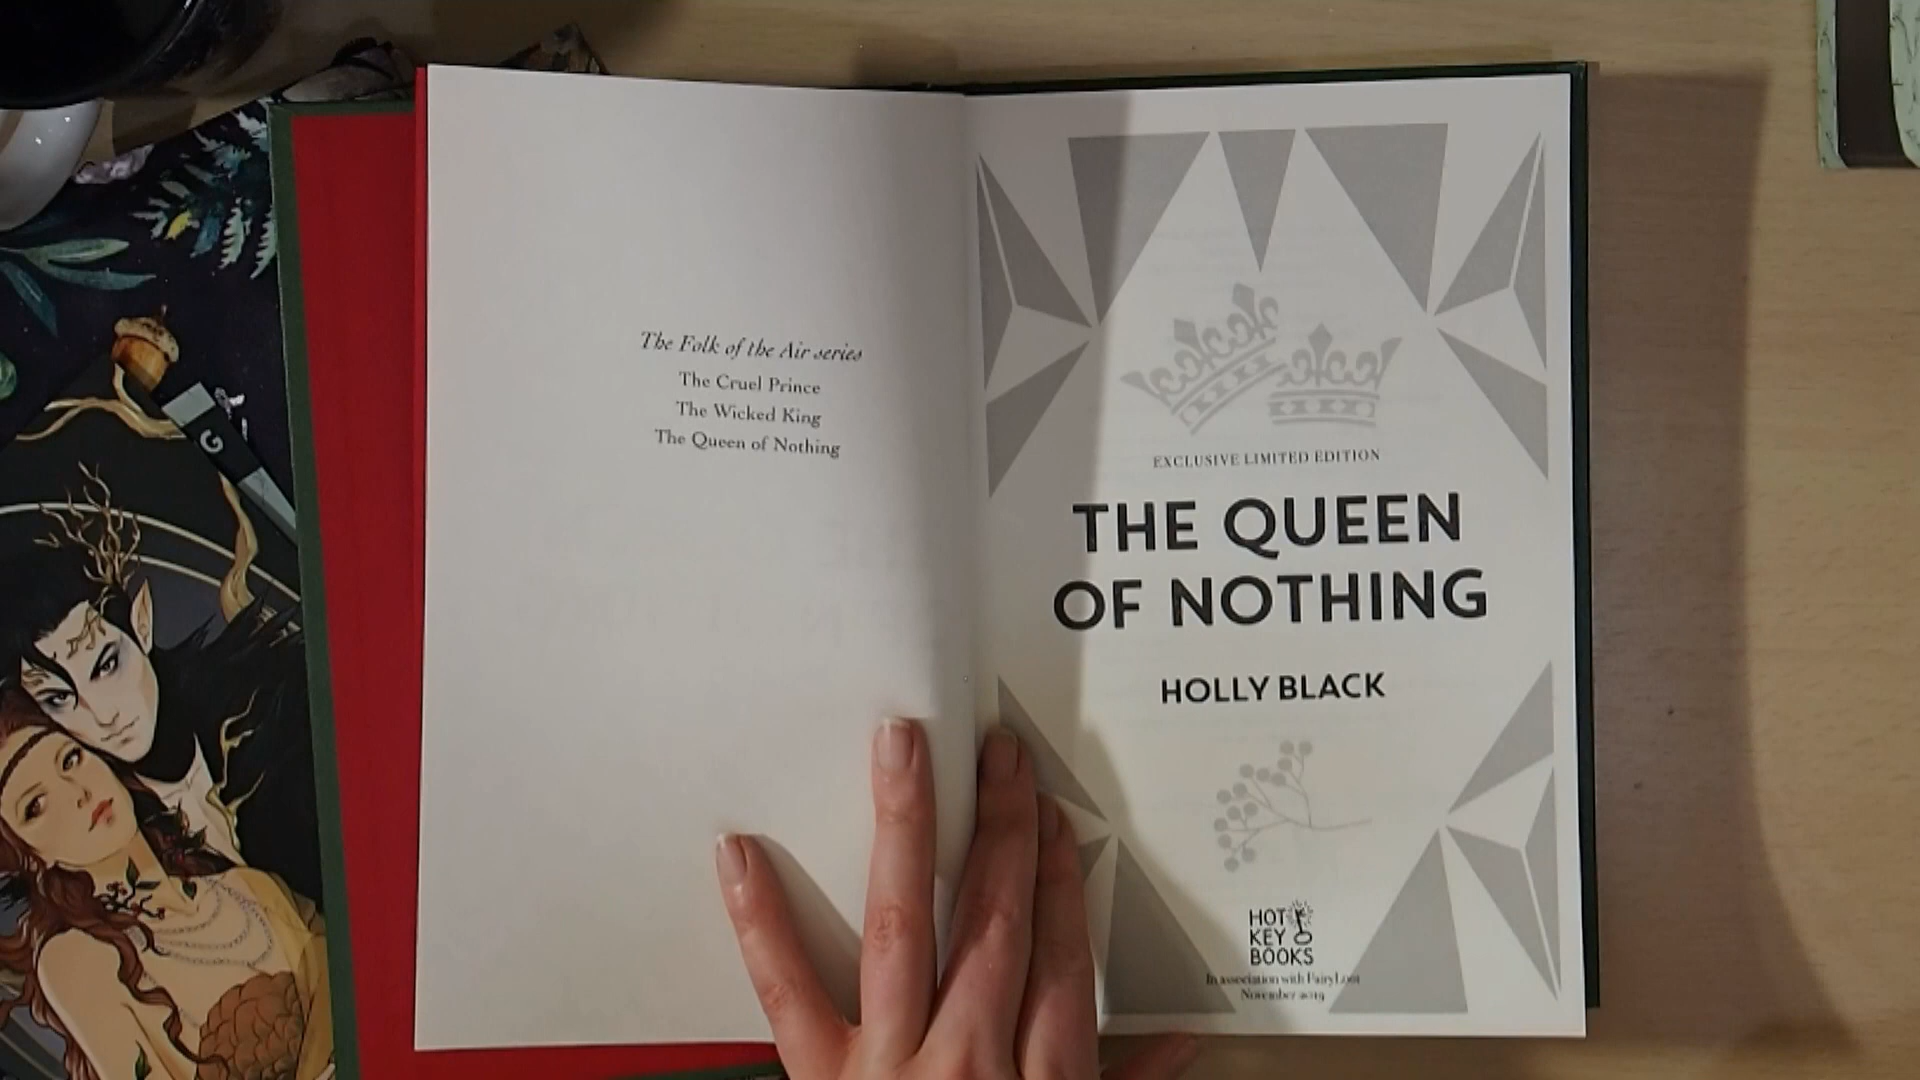 The Folk of the Air series
The Cruel Prince
The Wicked King
The Queen of Nothing
EXCLUSIVE LIMITED EDITION
THE QUEEN
OF NOTHING
HOLLY BLACK
HOT
KEY
BOOKS
In association with FairyLoot
November 2019
G